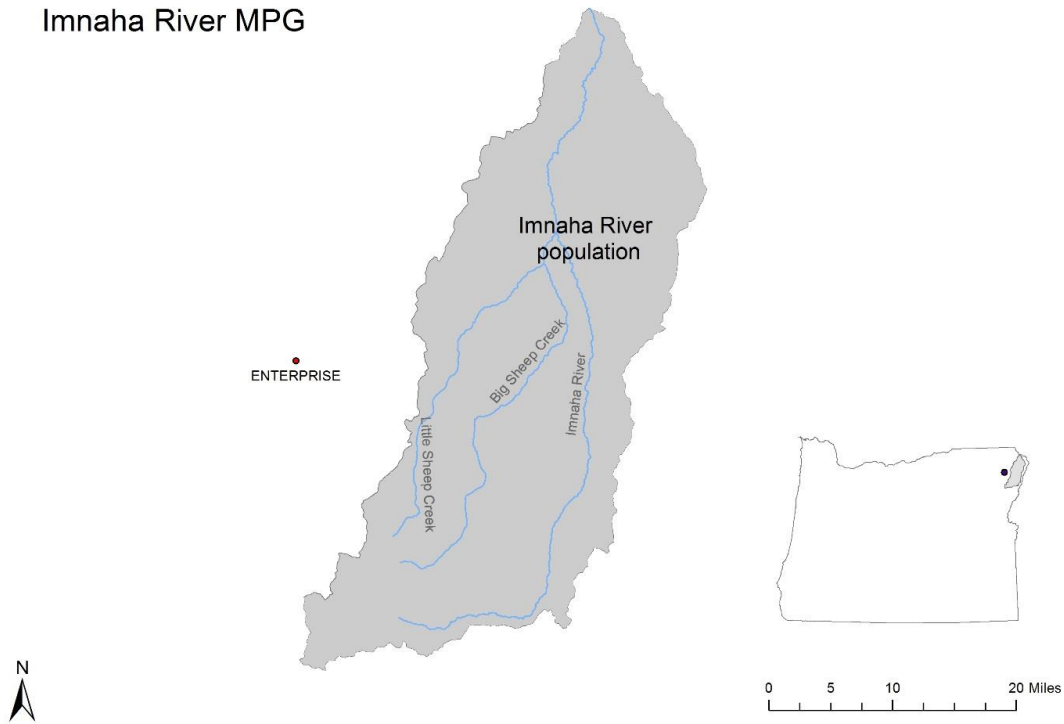 Imnaha River MPG
Imnaha River
population
Big Sheep Creek
Imnaha River
ENTERPRISE
Little Sheep Creek
N
0 5 10 20 Miles